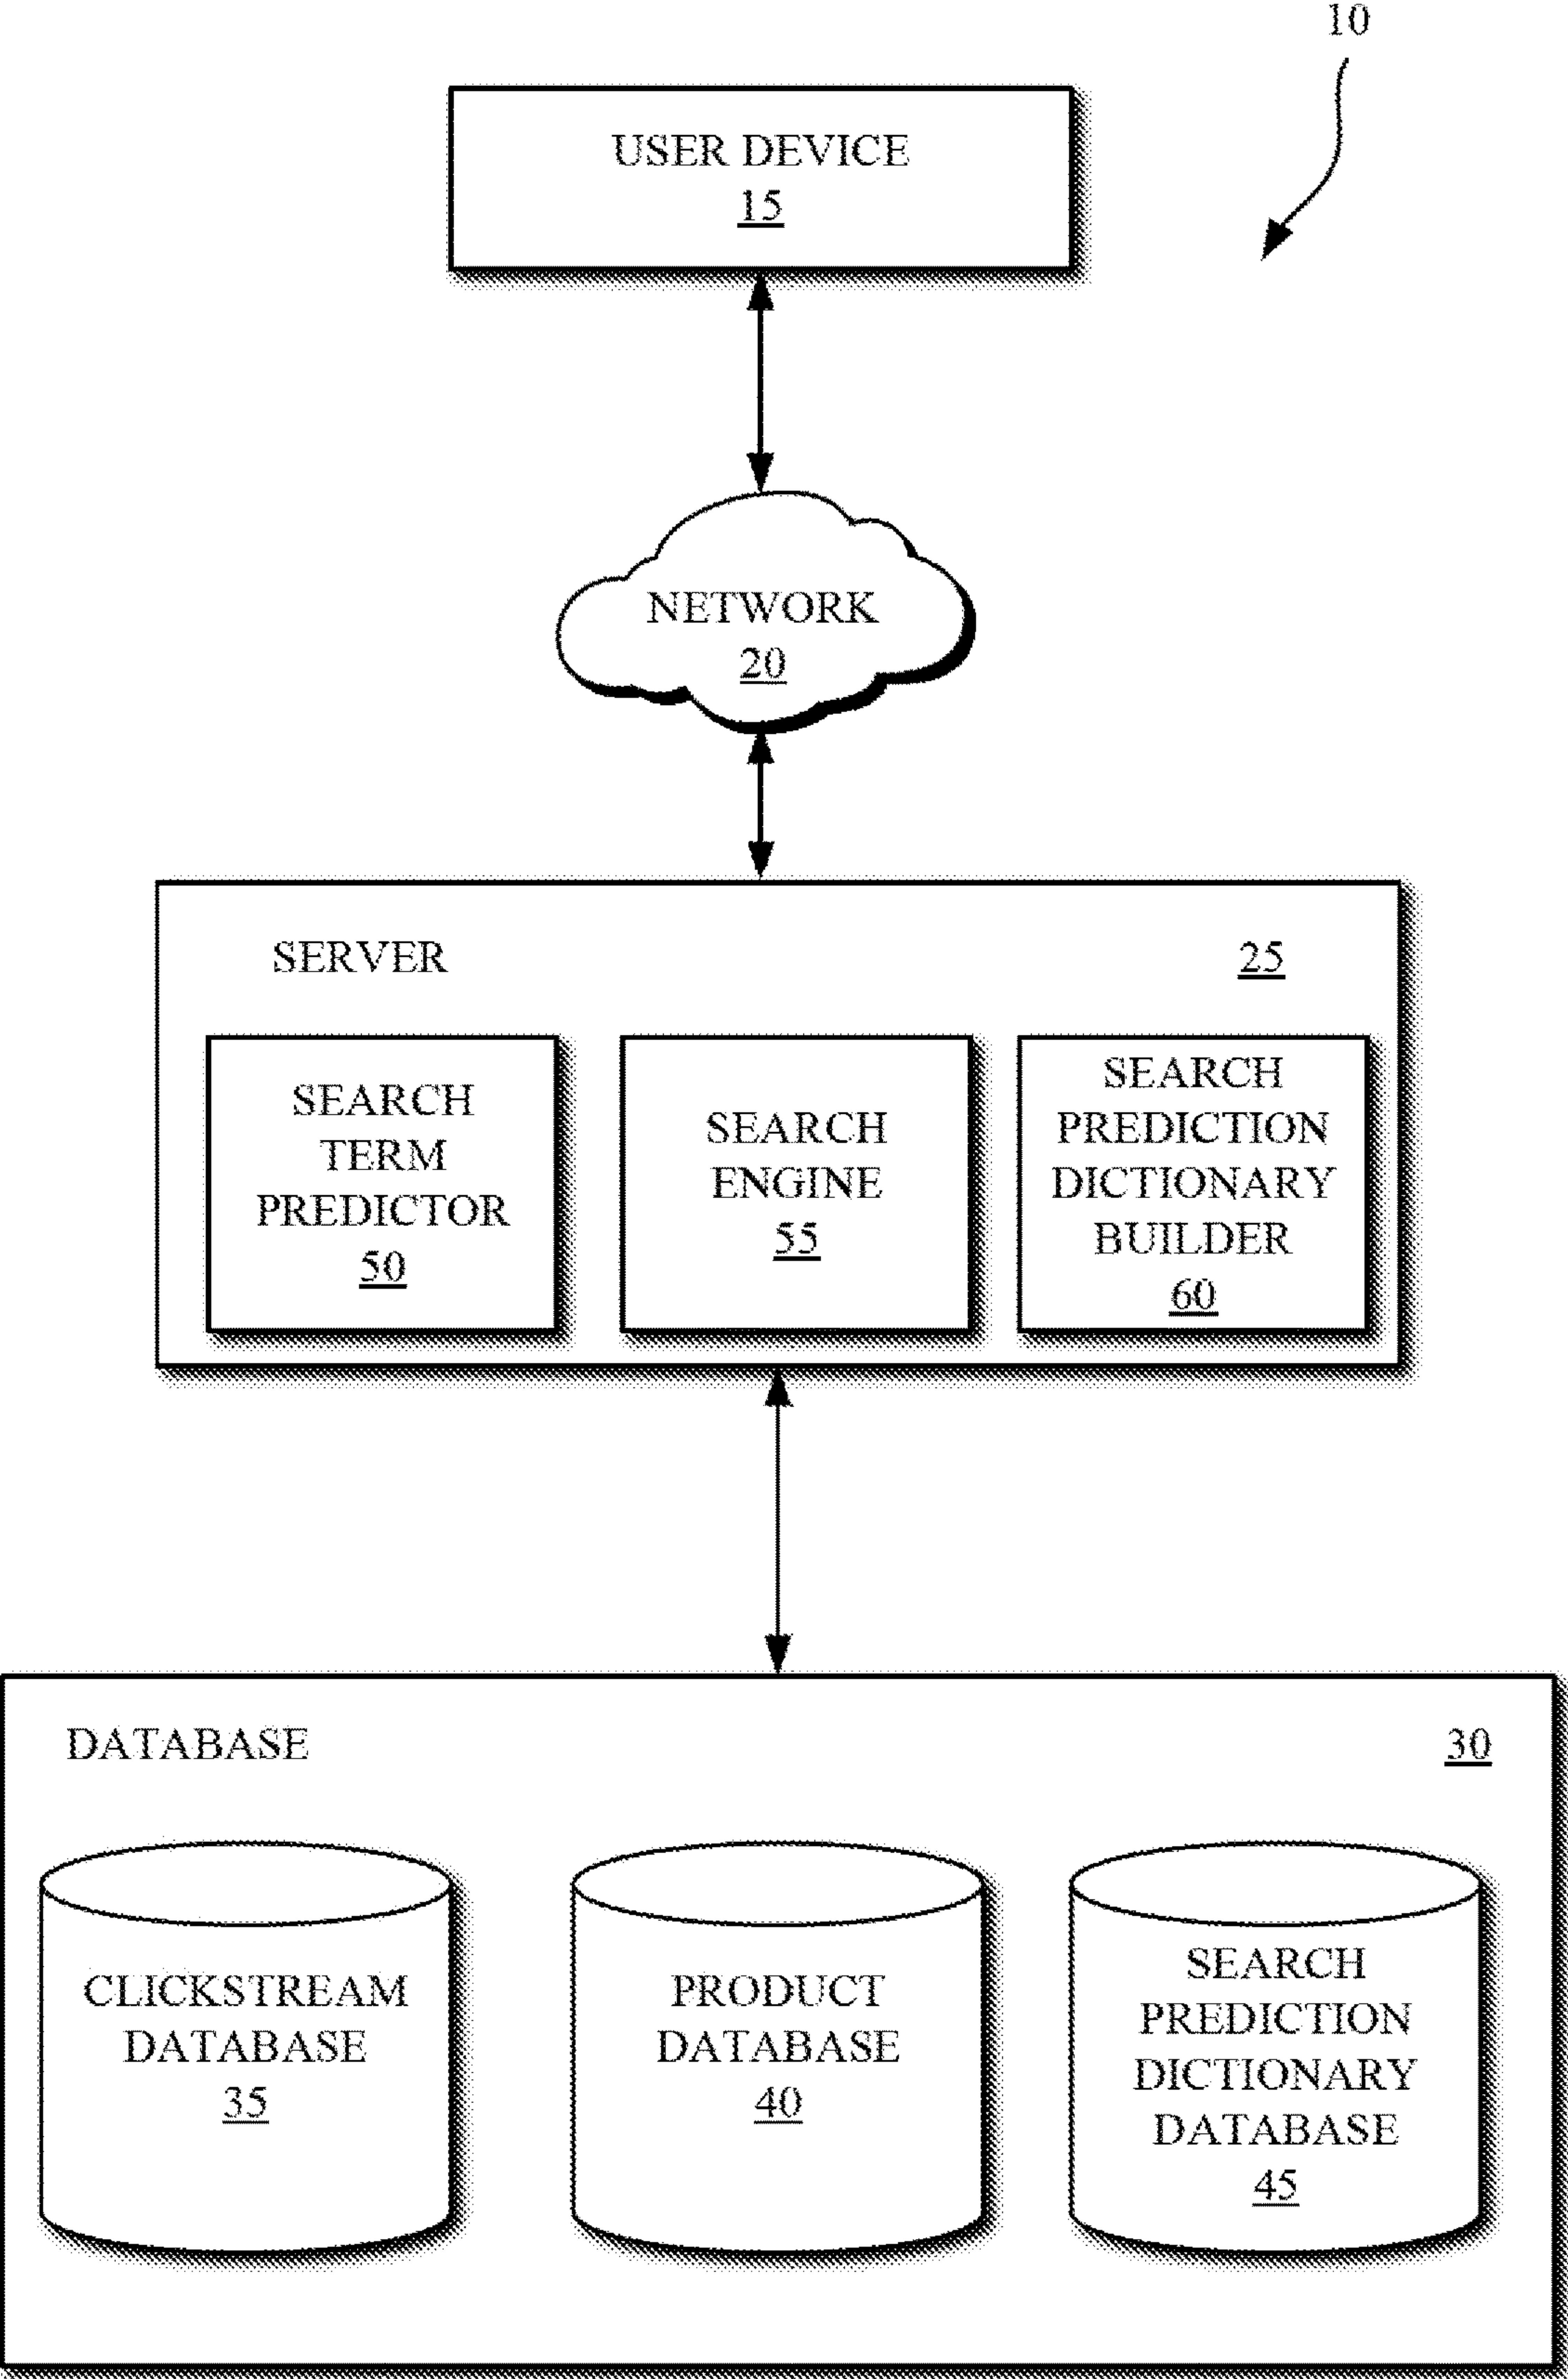 10
USER DEVICE
15
NETWORK
20
SERVER
25
SEARCH
TERM
PREDICTOR
50
SEARCH
ENGINE
55
SEARCH
PREDICTION
DICTIONARY
BUILDER
60
DATABASE
30
CLICKSTREAM
DATABASE
35
PRODUCT
DATABASE
40
SEARCH
PREDICTION
DICTIONARY
DATABASE
45